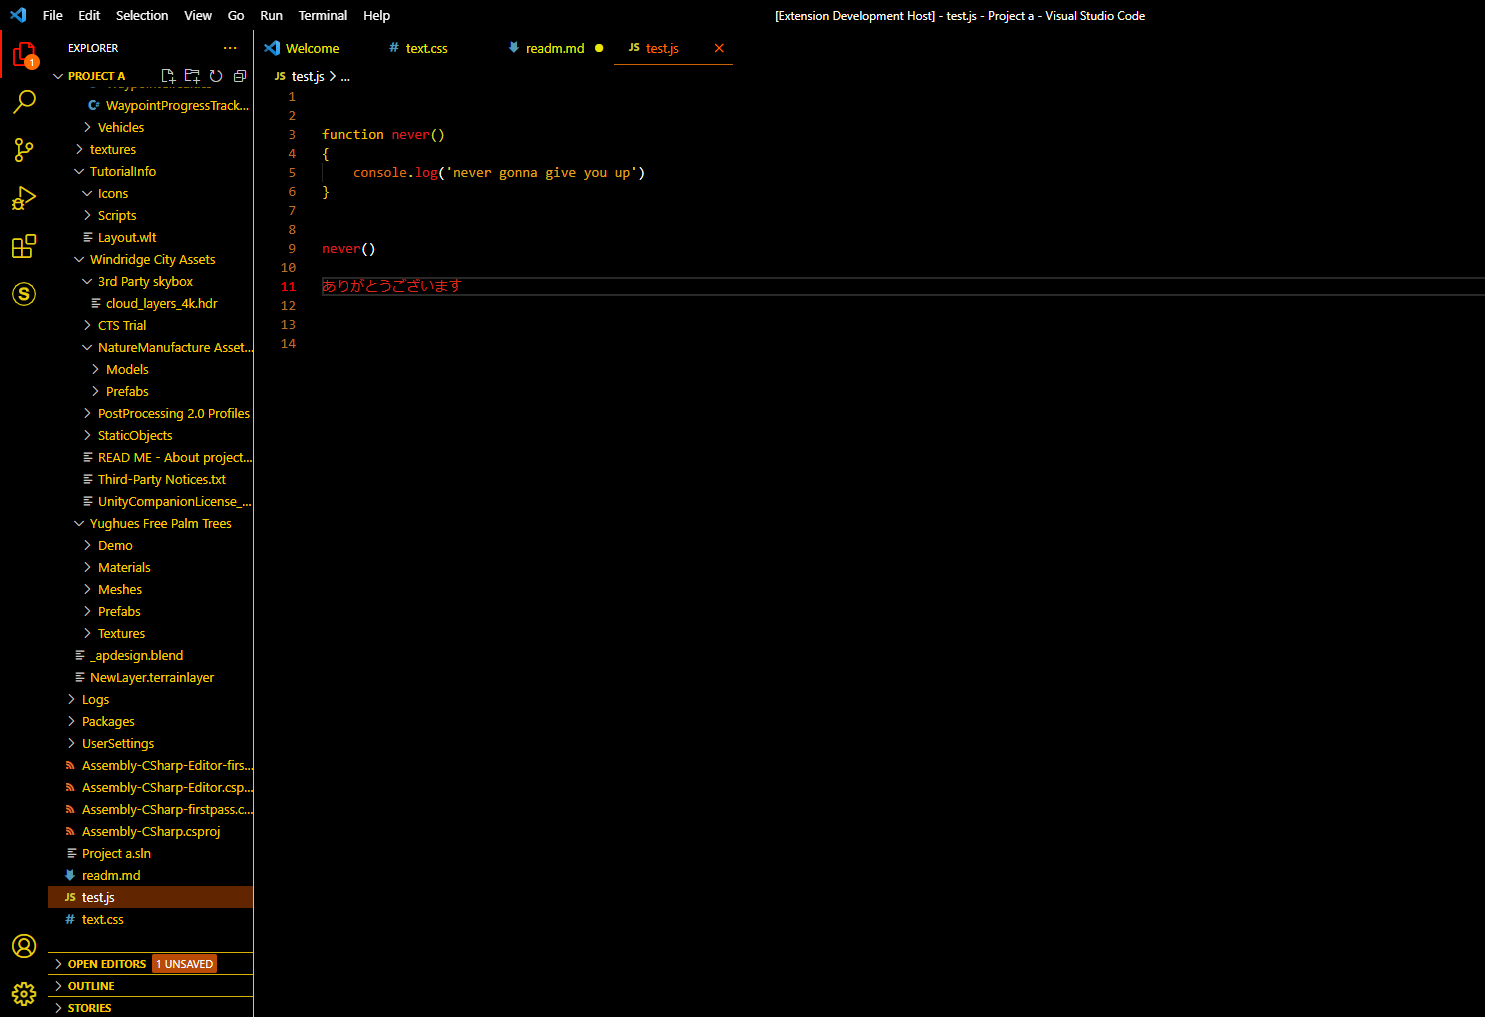 File Edit Selection View Go Run Terminal Help
[Extension Development Host] - test.js - Project a - Visual Studio Code
1
EXPLORER
PROJECT A
WaypointProgressTrack...
Vehicles
textures
TutorialInfo
Icons
Scripts
Layout.wlt
Windridge City Assets
3rd Party skybox
cloud_layers_4k.hdr
CTS Trial
NatureManufacture Asset...
Models
Prefabs
PostProcessing 2.0 Profiles
StaticObjects
READ ME - About project...
Third-Party Notices.txt
UnityCompanionLicense_...
Yughues Free Palm Trees
Demo
Materials
Meshes
Prefabs
Textures
_apdesign.blend
NewLayer.terrainlayer
Logs
Packages
UserSettings
Assembly-CSharp-Editor-firs...
Assembly-CSharp-Editor.csp...
Assembly-CSharp-firstpass.c...
Assembly-CSharp.csproj
Project a.sln
readm.md
JS test.js
# text.css
OPEN EDITORS 1 UNSAVED
OUTLINE
STORIES
Welcome # text.css readm.md JS test.js
JS test.js > ...
1
2
3 function never()
4 {
5 console.log('never gonna give you up')
6 }
7
8
9 never()
10
11 ありがとうございます
12
13
14